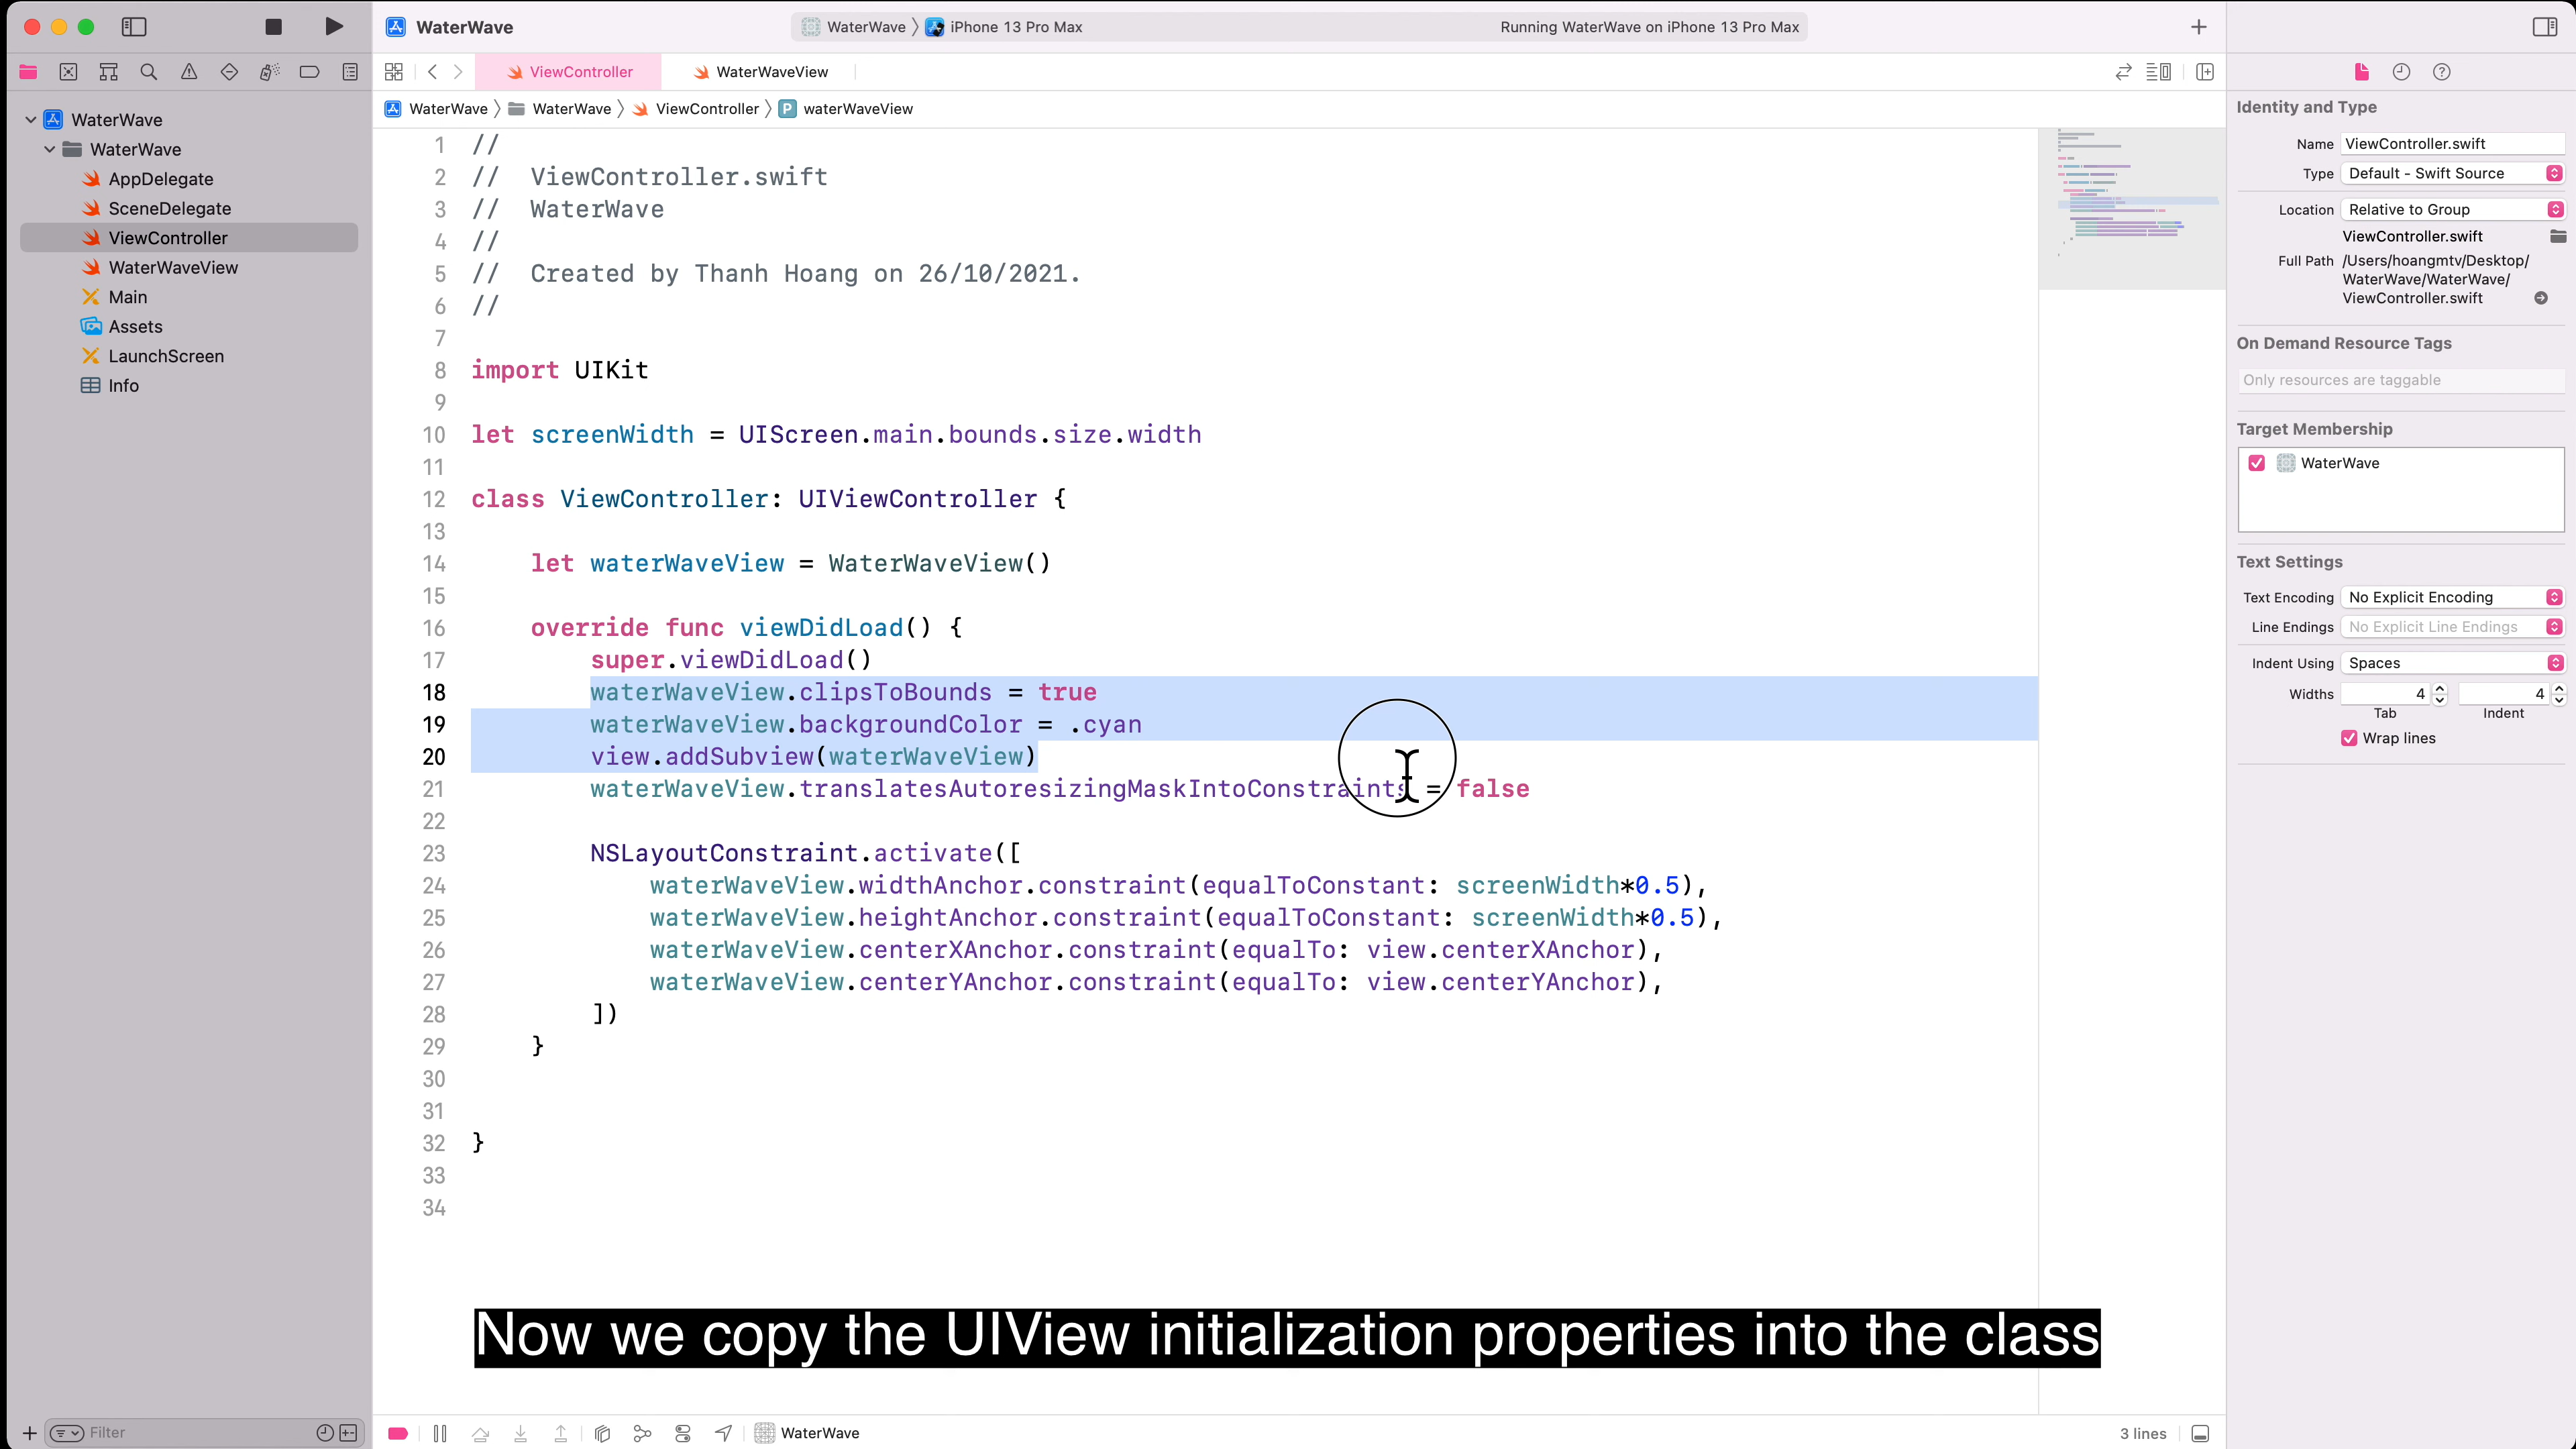 WaterWave
WaterWave
iPhone 13 Pro Max
Running WaterWave on iPhone 13 Pro Max
ViewController
WaterWaveView
WaterWave
WaterWave
ViewController
P waterWaveView
WaterWave
WaterWave
AppDelegate
SceneDelegate
ViewController
WaterWaveView
Main
Assets
LaunchScreen
Info
Filter
1 //
2 //  ViewController.swift
3 //  WaterWave
4 //
5 //  Created by Thanh Hoang on 26/10/2021.
6 //
7
8 import UIKit
9
10 let screenWidth = UIScreen.main.bounds.size.width
11
12 class ViewController: UIViewController {
13
14     let waterWaveView = WaterWaveView()
15
16     override func viewDidLoad() {
17         super.viewDidLoad()
18         waterWaveView.clipsToBounds = true
19         waterWaveView.backgroundColor = .cyan
20         view.addSubview(waterWaveView)
21         waterWaveView.translatesAutoresizingMaskIntoConstraints = false
22
23         NSLayoutConstraint.activate([
24             waterWaveView.widthAnchor.constraint(equalToConstant: screenWidth*0.5),
25             waterWaveView.heightAnchor.constraint(equalToConstant: screenWidth*0.5),
26             waterWaveView.centerXAnchor.constraint(equalTo: view.centerXAnchor),
27             waterWaveView.centerYAnchor.constraint(equalTo: view.centerYAnchor),
28         ])
29     }
30
31
32 }
33
34
Now we copy the UIView initialization properties into the class
WaterWave
3 lines
Identity and Type
Name ViewController.swift
Type Default - Swift Source
Location Relative to Group
ViewController.swift
Full Path /Users/hoangmtv/Desktop/
WaterWave/WaterWave/
ViewController.swift
On Demand Resource Tags
Only resources are taggable
Target Membership
WaterWave
Text Settings
Text Encoding No Explicit Encoding
Line Endings No Explicit Line Endings
Indent Using Spaces
Widths 4 4
Tab Indent
Wrap lines